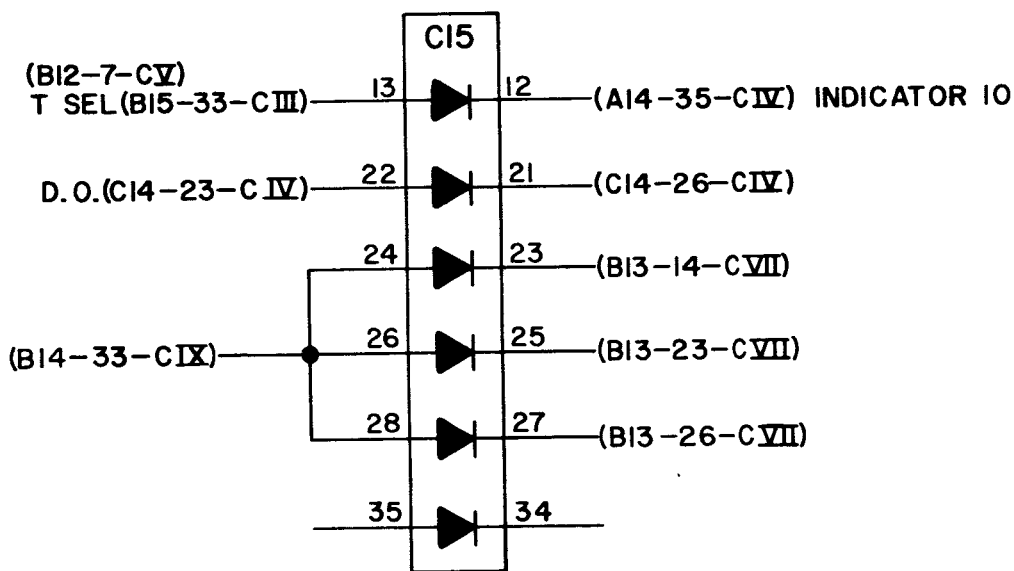 C15
(B12-7-CV)
T SEL(B15-33-CIII) 13 12 (A14-35-CIV) INDICATOR 10
D.O.(C14-23-CIV) 22 21 (C14-26-CIV)
24 23 (B13-14-CVII)
(B14-33-CIX) 26 25 (B13-23-CVII)
28 27 (B13-26-CVII)
35 34